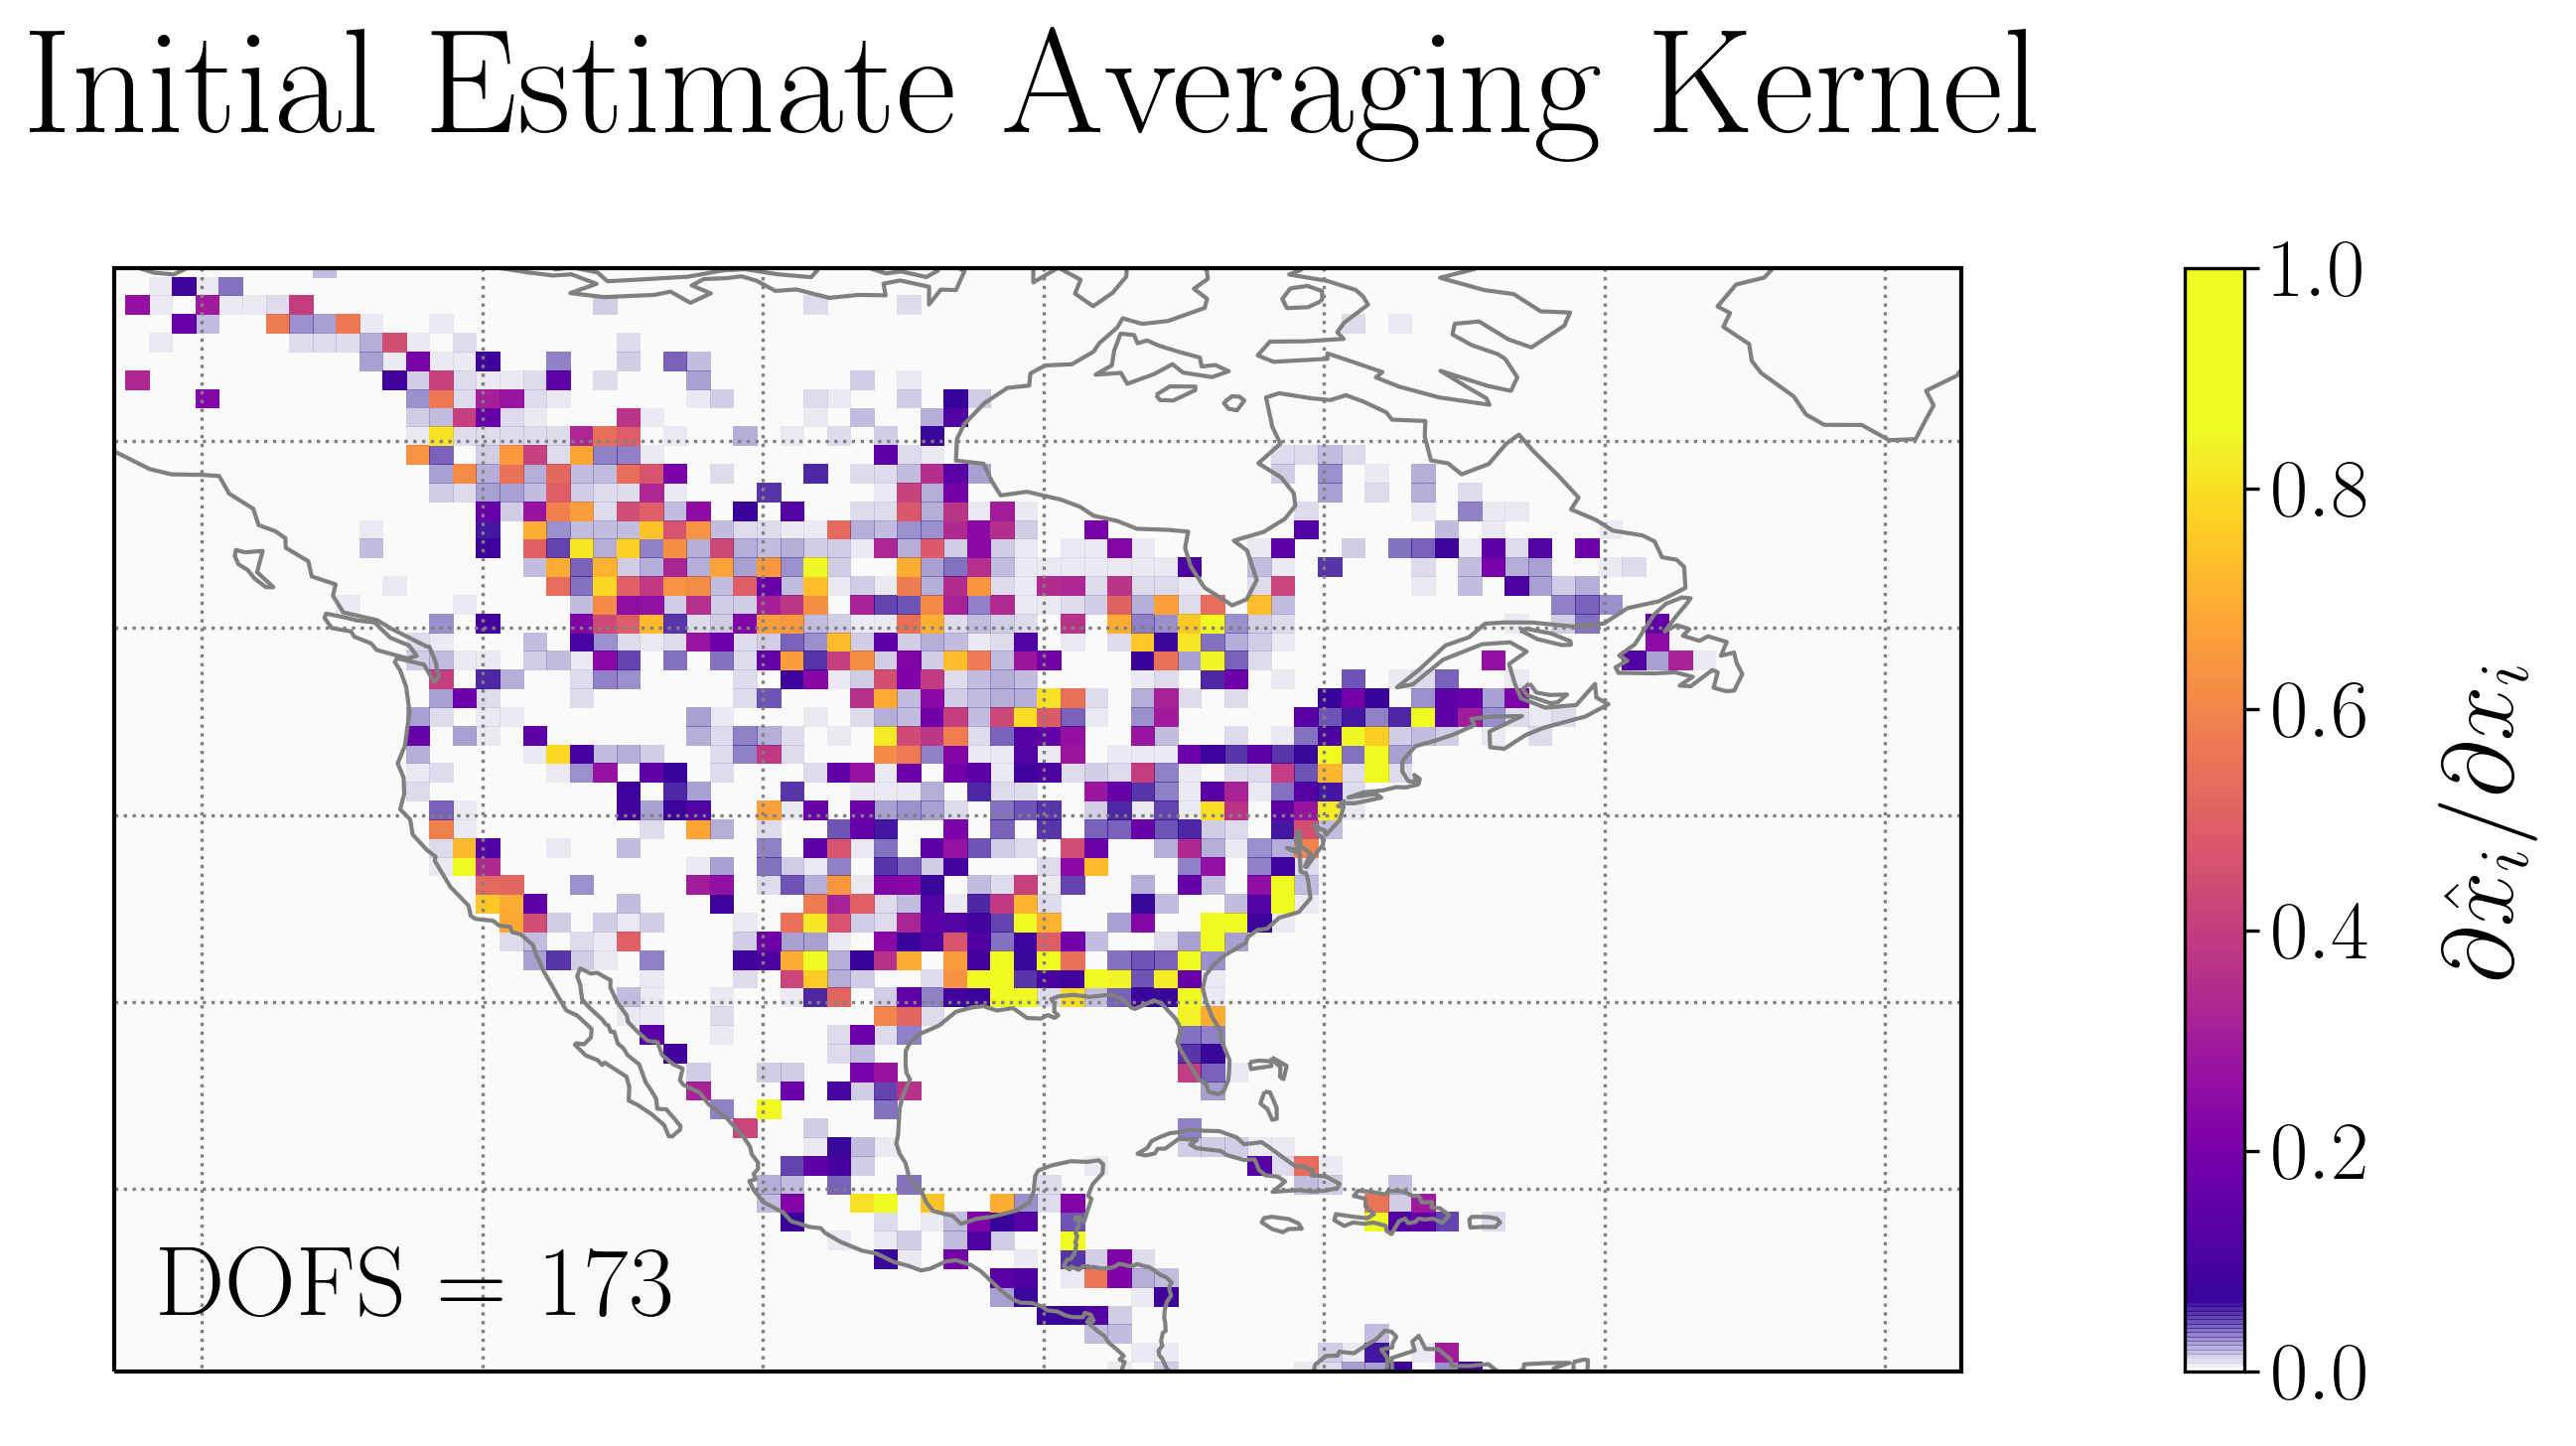 Initial Estimate Averaging Kernel
DOFS = 173
1.0
0.8
0.6
0.4
0.2
0.0
∂x̂ᵢ/∂xᵢ